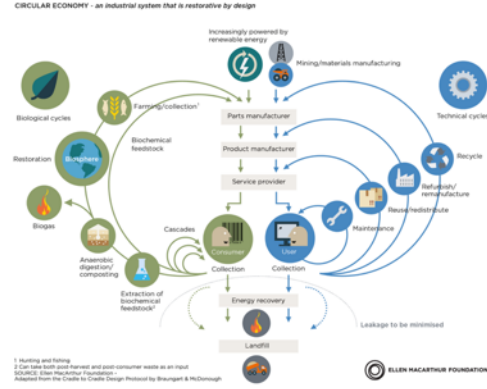 CIRCULAR ECONOMY - an industrial system that is restorative by design
Increasingly powered by
renewable energy
Mining/materials manufacturing
Biological cycles
Technical cycles
Farming/collection¹
Parts manufacturer
Biochemical
feedstock
Product manufacturer
Restoration
Biosphere
Recycle
Service provider
Refurbish/
remanufacture
Reuse/redistribute
Biogas
Maintenance
Cascades
Consumer
User
Anaerobic
digestion/
composting
Collection
Collection
Extraction of
biochemical
feedstock²
Energy recovery
Leakage to be minimised
Landfill
1 Hunting and fishing
2 Can take both post-harvest and post-consumer waste as an input
SOURCE: Ellen MacArthur Foundation -
Adapted from the Cradle to Cradle Design Protocol by Braungart & McDonough
ELLEN MACARTHUR FOUNDATION